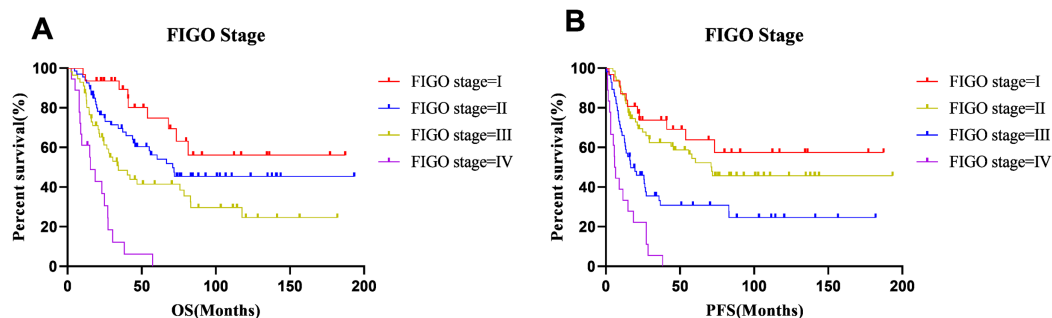 A
FIGO Stage
Percent survival(%)
100
80
60
40
20
0
0 50 100 150 200
OS(Months)
FIGO stage=I
FIGO stage=II
FIGO stage=III
FIGO stage=IV
B
FIGO Stage
Percent survival(%)
100
80
60
40
20
0
0 50 100 150 200
PFS(Months)
FIGO stage=I
FIGO stage=II
FIGO stage=III
FIGO stage=IV